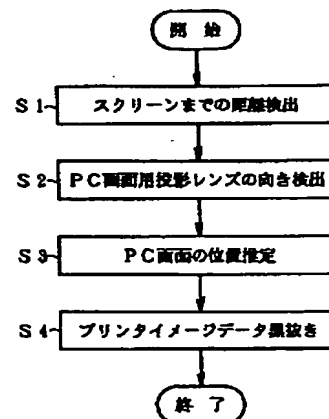 開始
S1 スクリーンまでの距離検出
S2 PC画面用投影レンズの向き検出
S3 PC画面の位置推定
S4 プリンタイメージデータ黒抜き
終了